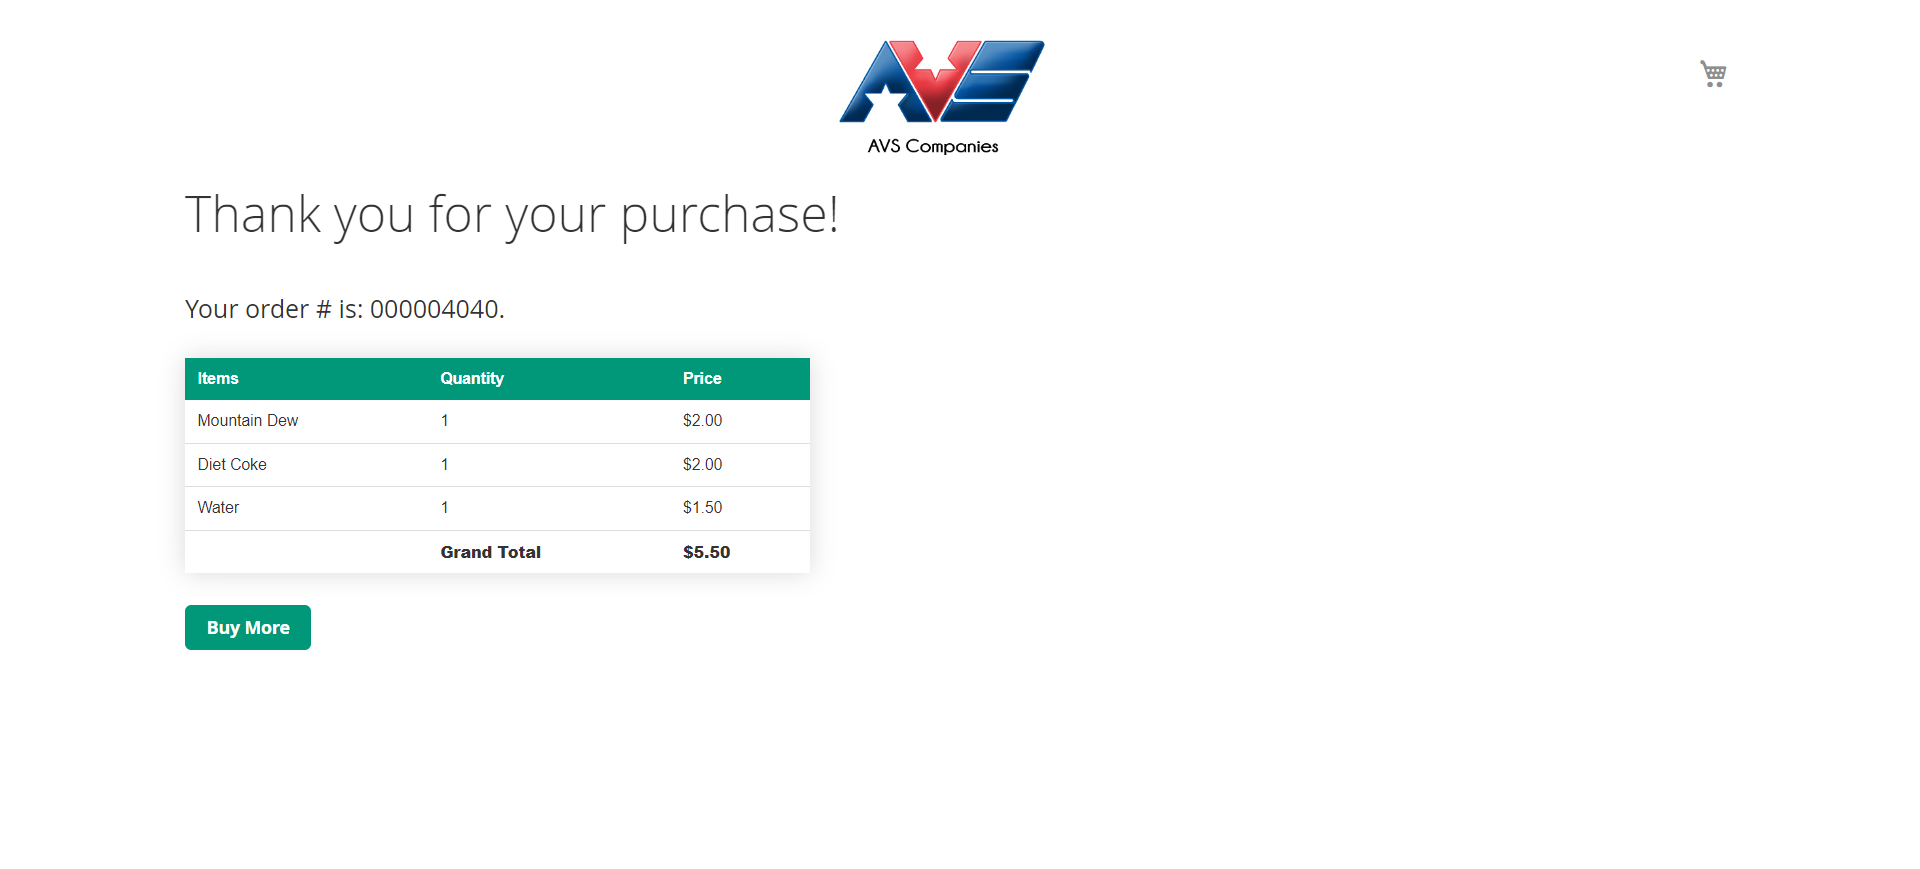 AVS
AVS Companies
Thank you for your purchase!
Your order # is: 000004040.
Items Quantity Price
Mountain Dew 1 $2.00
Diet Coke 1 $2.00
Water 1 $1.50
Grand Total $5.50
Buy More